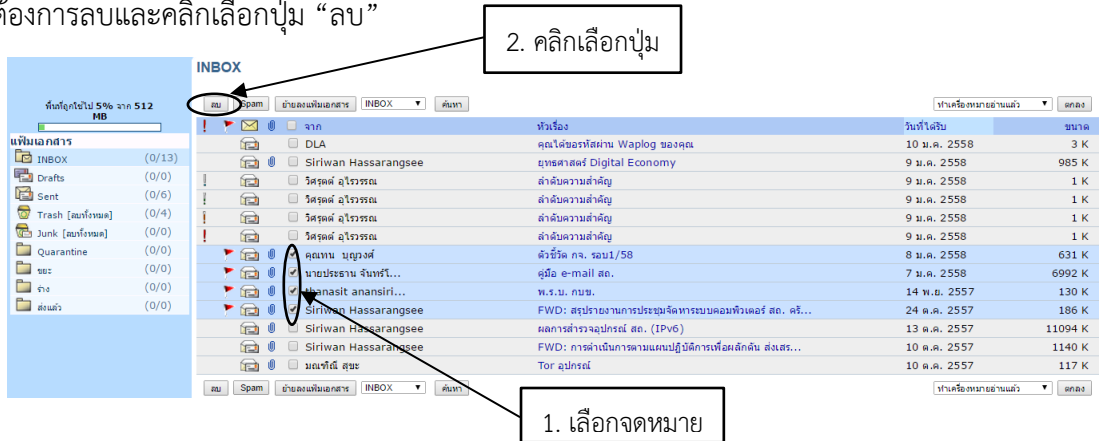 ต้องการลบและคลิกเลือกปุ่ม “ลบ”
2. คลิกเลือกปุ่ม
INBOX
พื้นที่ถูกใช้ไป 5% จาก 512 MB
ลบ Spam ย้ายลงแฟ้มเอกสาร INBOX ค้นหา ทำเครื่องหมายอ่านแล้ว ตกลง
แฟ้มเอกสาร
INBOX (0/13)
Drafts (0/0)
Sent (0/6)
Trash [ลบทั้งหมด] (0/4)
Junk [ลบทั้งหมด] (0/0)
Quarantine (0/0)
ขยะ (0/0)
ร่าง (0/0)
ส่งแล้ว (0/0)
จาก หัวเรื่อง วันที่ได้รับ ขนาด
DLA คุณได้ขอรหัสผ่าน Waplog ของคุณ 10 ม.ค. 2558 3 K
Siriwan Hassarangsee ยุทธศาสตร์ Digital Economy 9 ม.ค. 2558 985 K
วิศรุตต์ อุไรวรรณ ลำดับความสำคัญ 9 ม.ค. 2558 1 K
วิศรุตต์ อุไรวรรณ ลำดับความสำคัญ 9 ม.ค. 2558 1 K
วิศรุตต์ อุไรวรรณ ลำดับความสำคัญ 9 ม.ค. 2558 1 K
วิศรุตต์ อุไรวรรณ ลำดับความสำคัญ 9 ม.ค. 2558 1 K
คุณทน บุญวงศ์ ตัวชี้วัด กจ. รอบ1/58 8 ม.ค. 2558 631 K
นายประธาน จันทร์โ... คู่มือ e-mail สถ. 7 ม.ค. 2558 6992 K
thanasit anansiri... พ.ร.บ. กบข. 14 พ.ย. 2557 130 K
Siriwan Hassarangsee FWD: สรุปรายงานการประชุมจัดหาระบบคอมพิวเตอร์ สถ. ครั... 24 ต.ค. 2557 186 K
Siriwan Hassarangsee ผลการสำรวจอุปกรณ์ สถ. (IPv6) 13 ต.ค. 2557 11094 K
Siriwan Hassarangsee FWD: การดำเนินการตามแผนปฏิบัติการเพื่อผลักดัน ส่งเสร... 10 ต.ค. 2557 1140 K
มณฑิณี สุขะ Tor อุปกรณ์ 10 ต.ค. 2557 117 K
ลบ Spam ย้ายลงแฟ้มเอกสาร INBOX ค้นหา ทำเครื่องหมายอ่านแล้ว ตกลง
1. เลือกจดหมาย